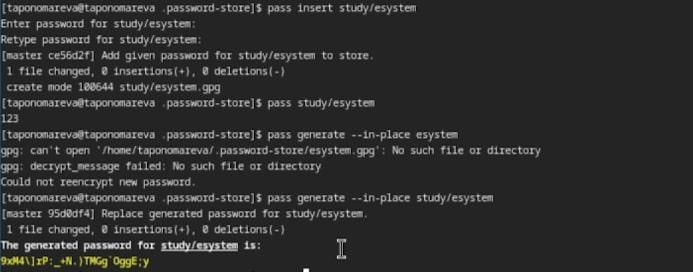 [taponomareva@taponomareva .password-store]$ pass insert study/esystem
Enter password for study/esystem:
Retype password for study/esystem:
[master ce56d2f] Add given password for study/esystem to store.
 1 file changed, 0 insertions(+), 0 deletions(-)
 create mode 100644 study/esystem.gpg
[taponomareva@taponomareva .password-store]$ pass study/esystem
123
[taponomareva@taponomareva .password-store]$ pass generate --in-place esystem
gpg: can't open '/home/taponomareva/.password-store/esystem.gpg': No such file or directory
gpg: decrypt_message failed: No such file or directory
Could not reencrypt new password.
[taponomareva@taponomareva .password-store]$ pass generate --in-place study/esystem
[master 95d0df4] Replace generated password for study/esystem.
 1 file changed, 0 insertions(+), 0 deletions(-)
The generated password for study/esystem is:
9xM4\]rP:_+N.)TMGg`OggE;y